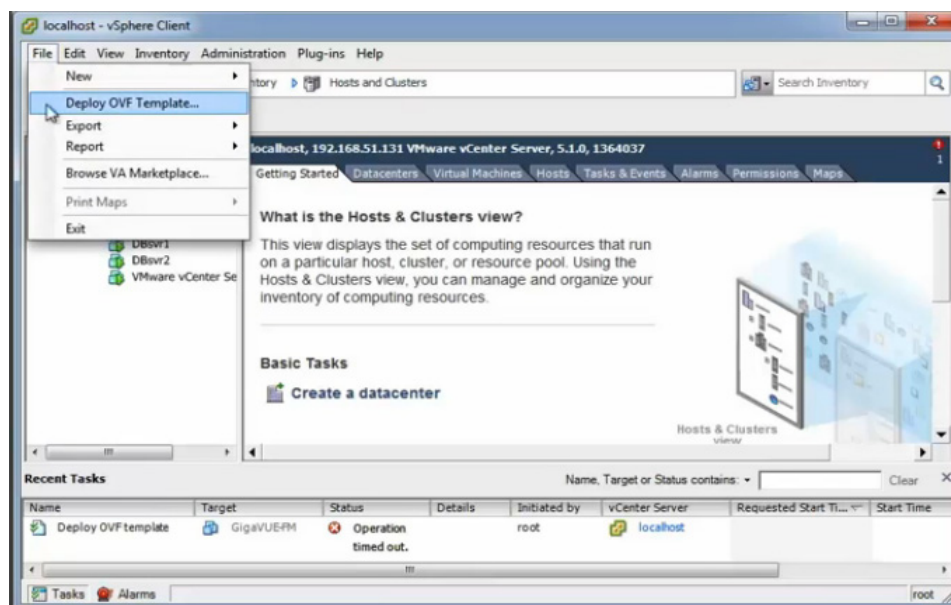 localhost - vSphere Client
File Edit View Inventory Administration Plug-ins Help
New
Deploy OVF Template...
Export
Report
Browse VA Marketplace...
Print Maps
Exit
ntory Hosts and Clusters
Search Inventory
localhost, 192.168.51.131 VMware vCenter Server, 5.1.0, 1364037
1
Getting Started Datacenters Virtual Machines Hosts Tasks & Events Alarms Permissions Maps
DBsvr1
DBsvr2
VMware vCenter Se
What is the Hosts & Clusters view?
This view displays the set of computing resources that run
on a particular host, cluster, or resource pool. Using the
Hosts & Clusters view, you can manage and organize your
inventory of computing resources.
Basic Tasks
Create a datacenter
Hosts & Clusters
view
Recent Tasks
Name, Target or Status contains:
Clear
Name Target Status Details Initiated by vCenter Server Requested Start Ti... Start Time
Deploy OVF template GigaVUE-FM Operation root localhost
timed out.
Tasks Alarms root